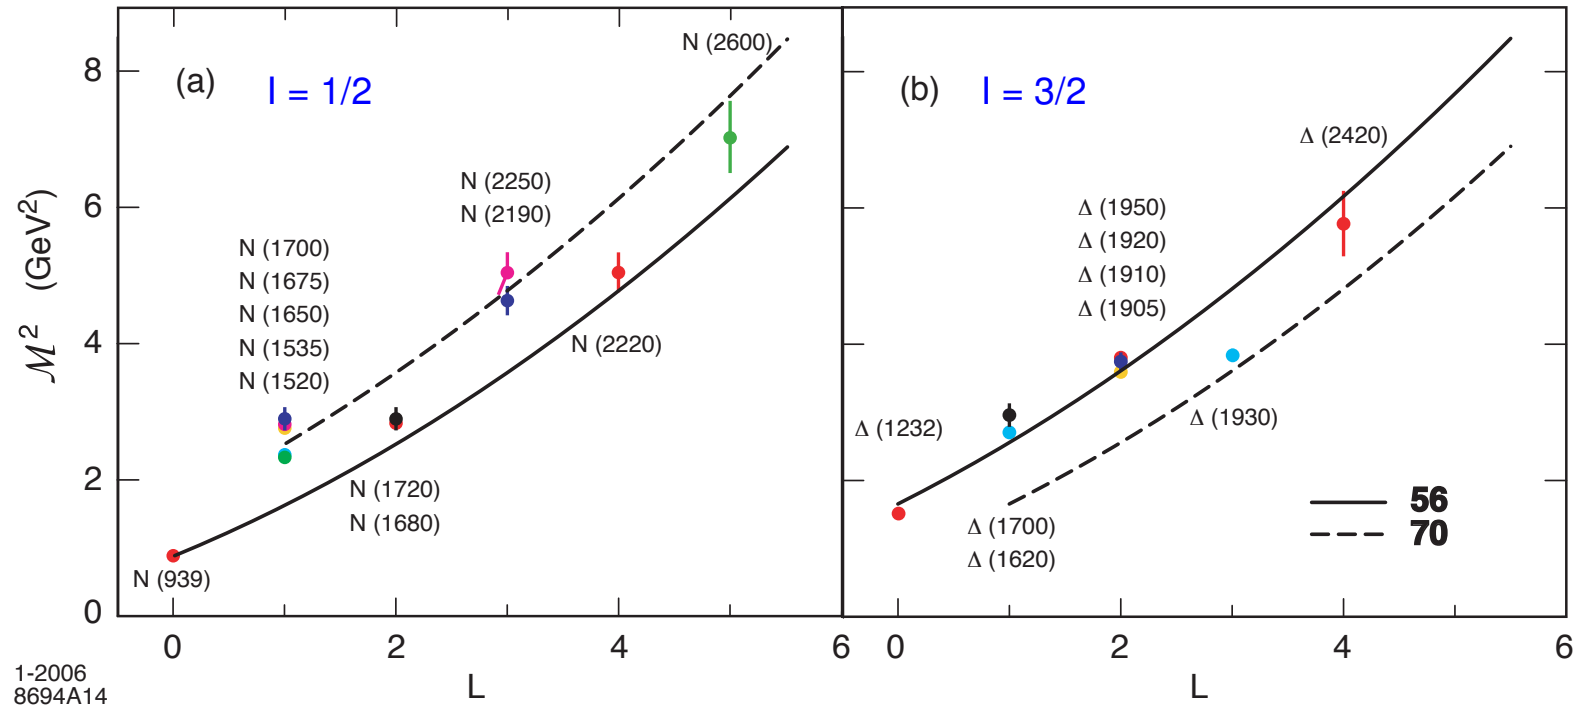 (a) I = 1/2
N (2600)
N (2250)
N (2190)
N (1700)
N (1675)
N (1650)
N (1535)
N (1520)
N (2220)
N (1720)
N (1680)
N (939)
8
6
4
2
0
ℳ² (GeV²)
0 2 4 6
L
(b) I = 3/2
Δ (2420)
Δ (1950)
Δ (1920)
Δ (1910)
Δ (1905)
Δ (1232)
Δ (1930)
Δ (1700)
Δ (1620)
56
70
0 2 4 6
L
1-2006
8694A14